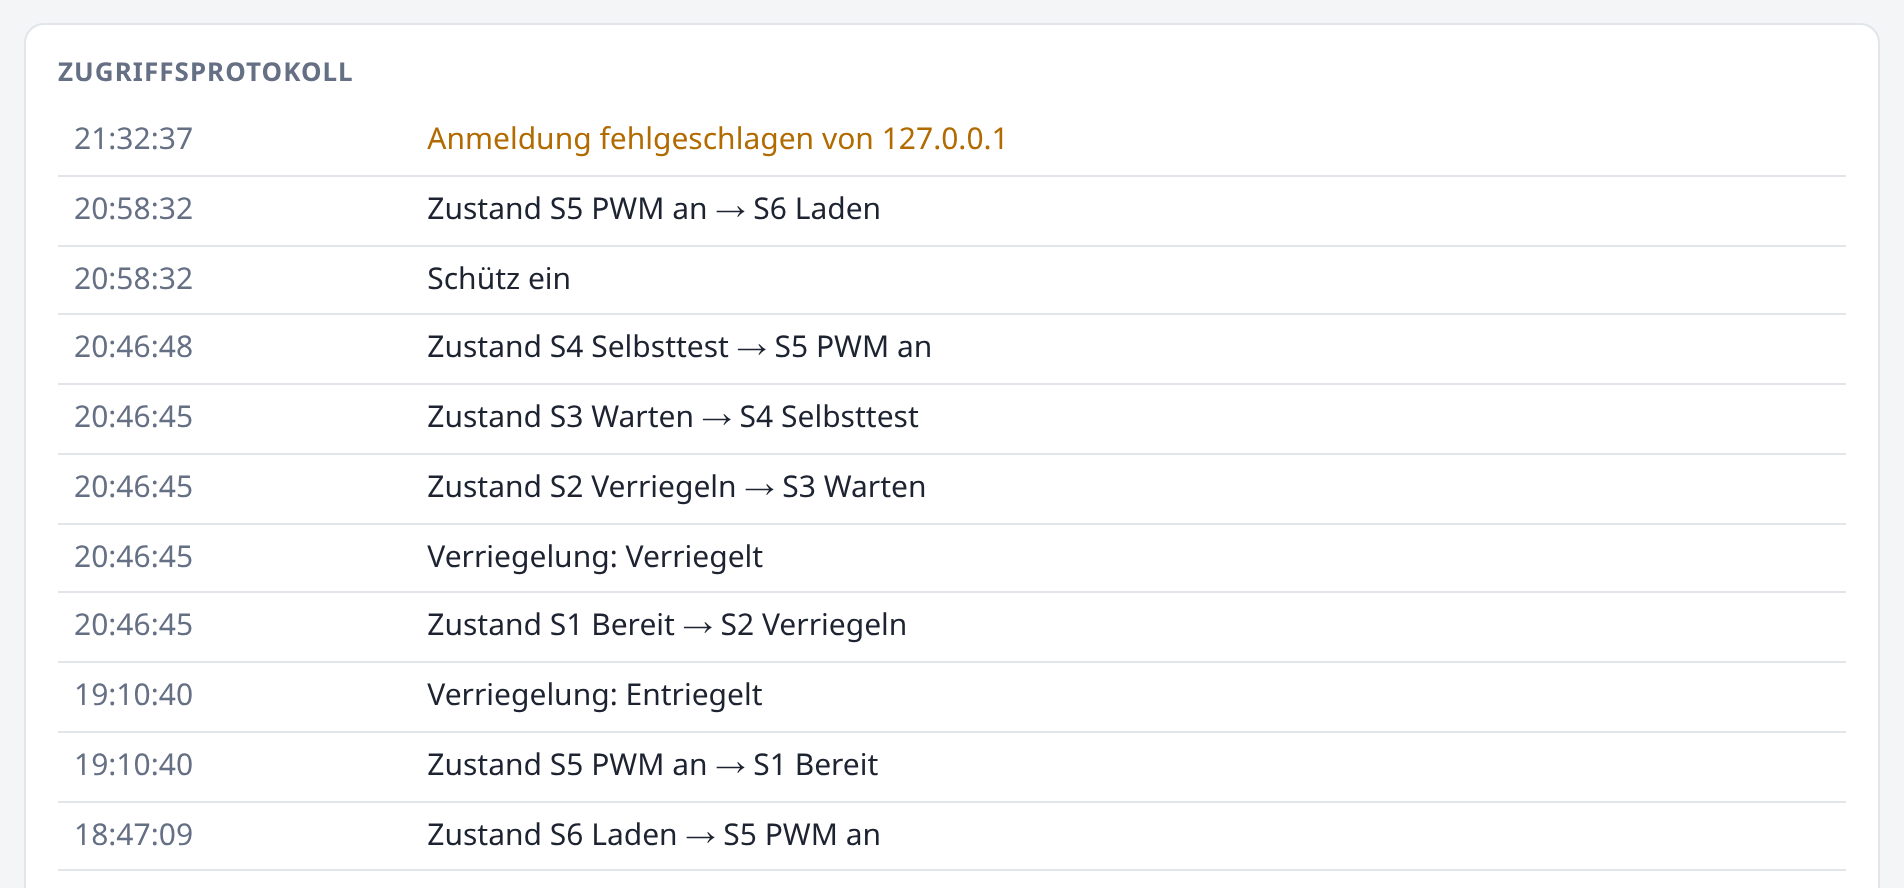 ZUGRIFFSPROTOKOLL
21:32:37 Anmeldung fehlgeschlagen von 127.0.0.1
20:58:32 Zustand S5 PWM an → S6 Laden
20:58:32 Schütz ein
20:46:48 Zustand S4 Selbsttest → S5 PWM an
20:46:45 Zustand S3 Warten → S4 Selbsttest
20:46:45 Zustand S2 Verriegeln → S3 Warten
20:46:45 Verriegelung: Verriegelt
20:46:45 Zustand S1 Bereit → S2 Verriegeln
19:10:40 Verriegelung: Entriegelt
19:10:40 Zustand S5 PWM an → S1 Bereit
18:47:09 Zustand S6 Laden → S5 PWM an